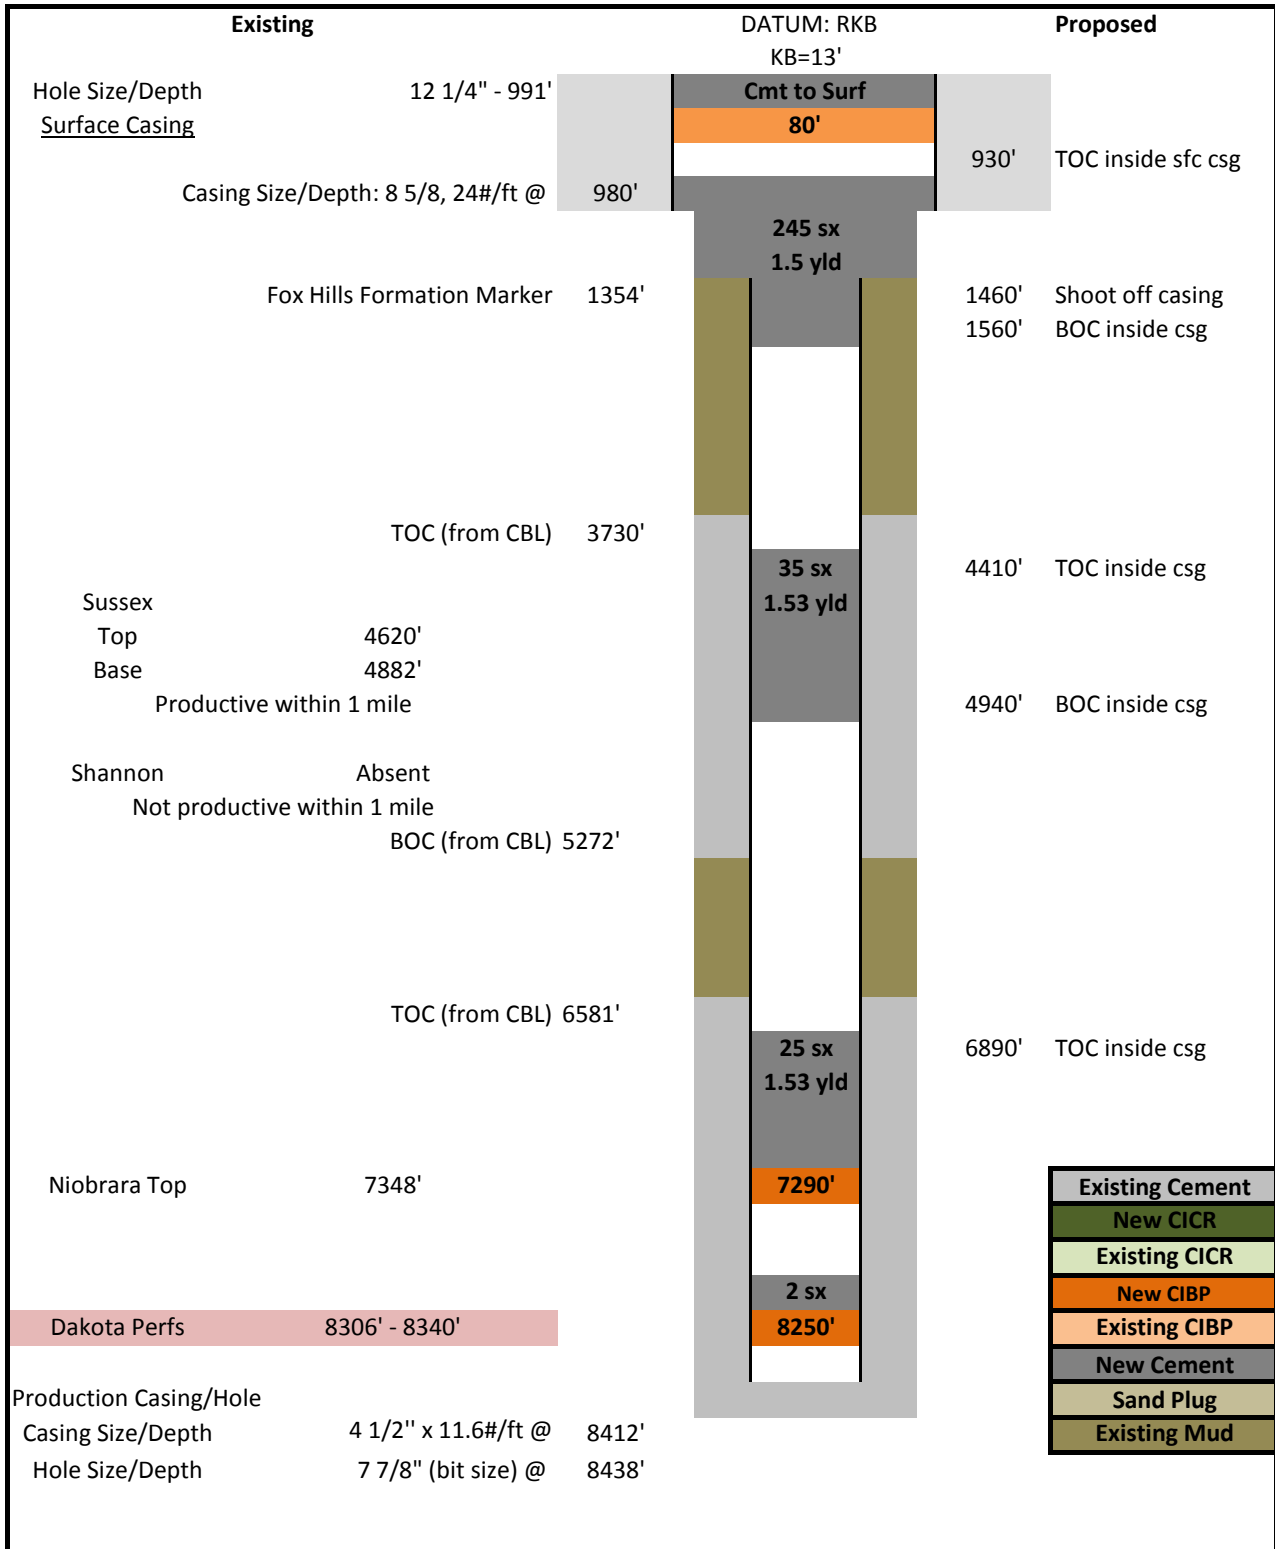 Existing DATUM: RKB Proposed
KB=13'
Hole Size/Depth 12 1/4" - 991' Cmt to Surf
Surface Casing 80'
930' TOC inside sfc csg
Casing Size/Depth: 8 5/8, 24#/ft @ 980'
245 sx
1.5 yld
Fox Hills Formation Marker 1354' 1460' Shoot off casing
1560' BOC inside csg
TOC (from CBL) 3730'
35 sx 4410' TOC inside csg
Sussex 1.53 yld
Top 4620'
Base 4882'
Productive within 1 mile 4940' BOC inside csg
Shannon Absent
Not productive within 1 mile
BOC (from CBL) 5272'
TOC (from CBL) 6581'
25 sx 6890' TOC inside csg
1.53 yld
Niobrara Top 7348' 7290' Existing Cement
New CICR
Existing CICR
2 sx New CIBP
Dakota Perfs 8306' - 8340' 8250' Existing CIBP
New Cement
Production Casing/Hole Sand Plug
Casing Size/Depth 4 1/2'' x 11.6#/ft @ 8412' Existing Mud
Hole Size/Depth 7 7/8" (bit size) @ 8438'